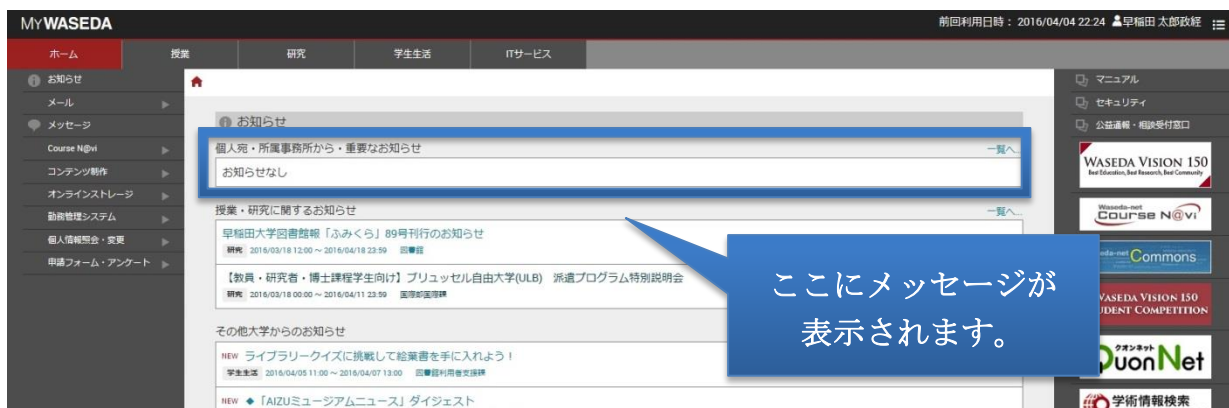 MYWASEDA
前回利用日時： 2016/04/04 22:24 早稲田 太郎政経
ホーム 授業 研究 学生生活 ITサービス
お知らせ
メール
メッセージ
Course N@vi
コンテンツ制作
オンラインストレージ
勤務管理システム
個人情報照会・変更
申請フォーム・アンケート
お知らせ
個人宛・所属事務所から・重要なお知らせ 一覧へ...
お知らせなし
授業・研究に関するお知らせ 一覧へ...
早稲田大学図書館報「ふみくら」89号刊行のお知らせ
研究 2016/03/18 12:00 ～ 2016/04/18 23:59 図書館
【教員・研究者・博士課程学生向け】ブリュッセル自由大学(ULB) 派遣プログラム特別説明会
研究 2016/03/18 00:00 ～ 2016/04/11 23:59 国際部国際課
その他大学からのお知らせ
NEW ライブラリークイズに挑戦して絵葉書を手に入れよう！
学生生活 2016/04/05 11:00 ～ 2016/04/07 13:00 図書館利用者支援課
NEW ◆「AIZUミュージアムニュース」ダイジェスト
ここにメッセージが
表示されます。
マニュアル
セキュリティ
公益通報・相談受付窓口
WASEDA VISION 150
Best Education, Best Research, Best Community
Waseda-net
Course N@vi
eda-net Commons
WASEDA VISION 150
UDENT COMPETITION
クオンネット
QuonNet
学術情報検索